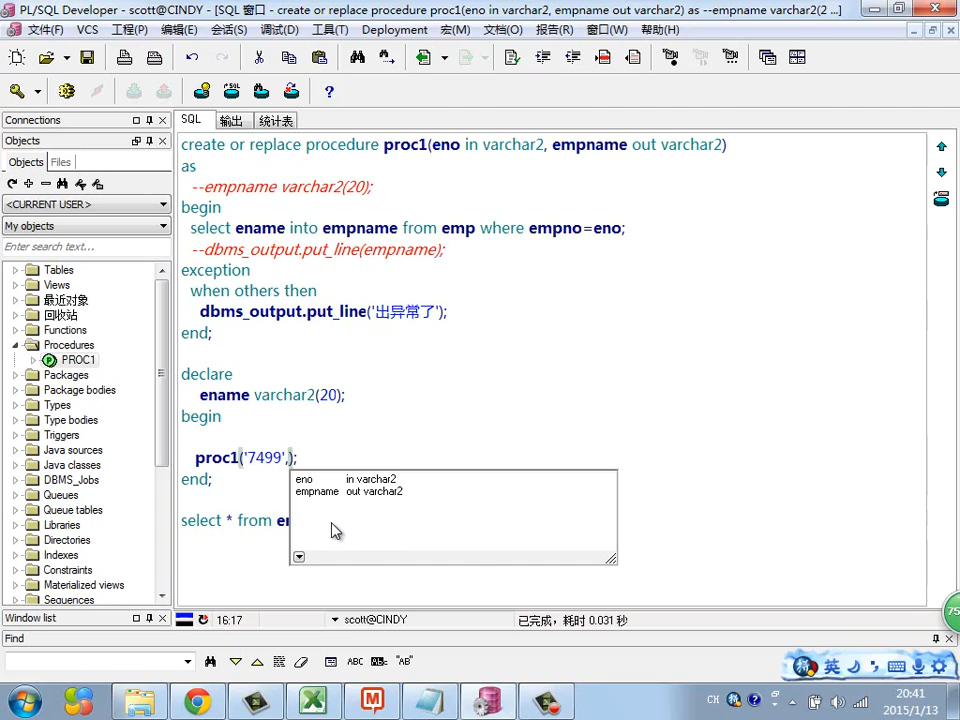 PL/SQL Developer - scott@CINDY - [SQL 窗口 - create or replace procedure proc1(eno in varchar2, empname out varchar2) as --empname varchar2(2 ...]
文件(F) VCS 工程(P) 编辑(E) 会话(S) 调试(D) 工具(T) Deployment 宏(M) 文档(O) 报告(R) 窗口(W) 帮助(H)
Connections
Objects
Objects Files
<CURRENT USER>
My objects
Enter search text...
Tables
Views
最近对象
回收站
Functions
Procedures
PROC1
Packages
Package bodies
Types
Type bodies
Triggers
Java sources
Java classes
DBMS_Jobs
Queues
Queue tables
Libraries
Directories
Indexes
Constraints
Materialized views
Sequences
Window list
SQL 输出 统计表
create or replace procedure proc1(eno in varchar2, empname out varchar2)
as
--empname varchar2(20);
begin
select ename into empname from emp where empno=eno;
--dbms_output.put_line(empname);
exception
when others then
dbms_output.put_line('出异常了');
end;
declare
ename varchar2(20);
begin
proc1('7499',);
end;
eno in varchar2
empname out varchar2
select * from en
16:17 scott@CINDY 已完成，耗时 0.031 秒
75
Find
ABC "AB"
英
CH
20:41
2015/1/13